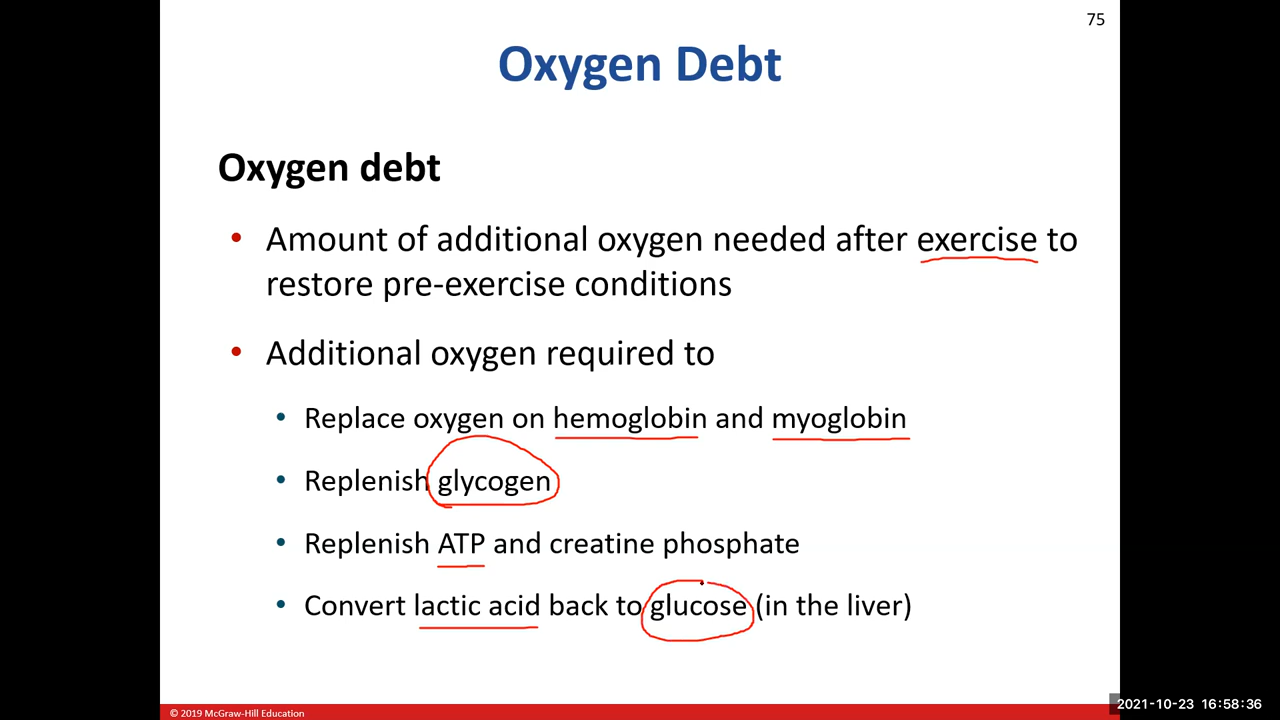 75
Oxygen Debt
Oxygen debt
• Amount of additional oxygen needed after exercise to
restore pre-exercise conditions
• Additional oxygen required to
• Replace oxygen on hemoglobin and myoglobin
• Replenish glycogen
• Replenish ATP and creatine phosphate
• Convert lactic acid back to glucose (in the liver)
© 2019 McGraw-Hill Education
2021-10-23 16:58:36